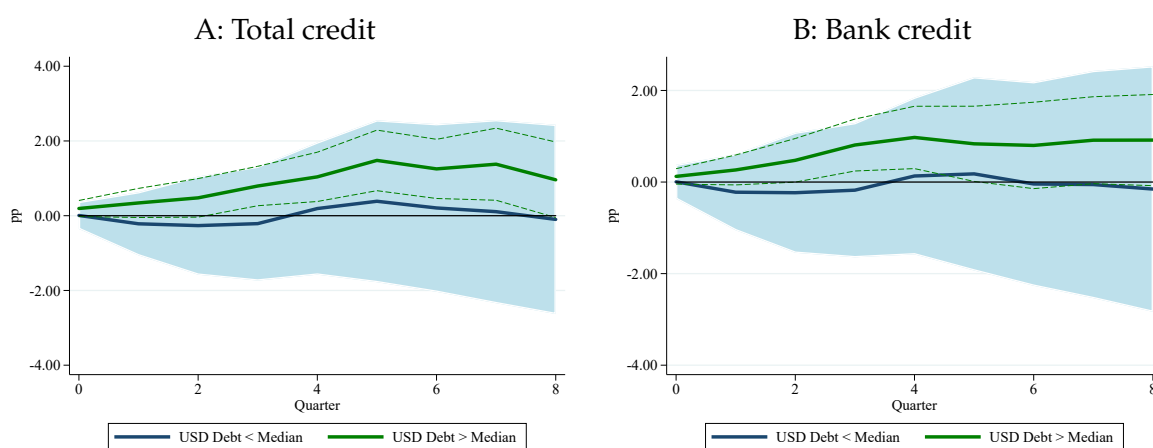 A: Total credit
4.00
2.00
0.00
-2.00
-4.00
pp
0 2 4 6 8
Quarter
USD Debt < Median USD Debt > Median
B: Bank credit
2.00
0.00
-2.00
-4.00
pp
0 2 4 6 8
Quarter
USD Debt < Median USD Debt > Median